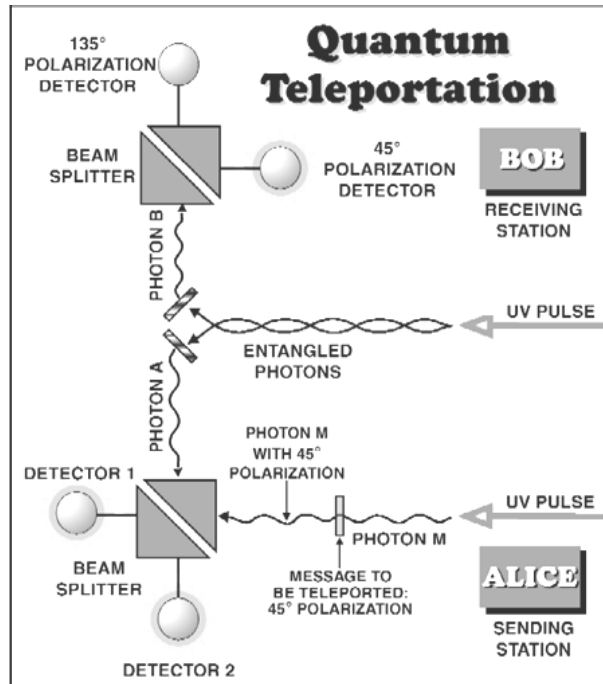 Quantum
Teleportation
135°
POLARIZATION
DETECTOR
BEAM
SPLITTER
45°
POLARIZATION
DETECTOR
BOB
RECEIVING
STATION
PHOTON B
UV PULSE
ENTANGLED
PHOTONS
PHOTON A
PHOTON M
WITH 45°
POLARIZATION
DETECTOR 1
UV PULSE
PHOTON M
BEAM
SPLITTER
MESSAGE TO
BE TELEPORTED:
45° POLARIZATION
ALICE
SENDING
STATION
DETECTOR 2